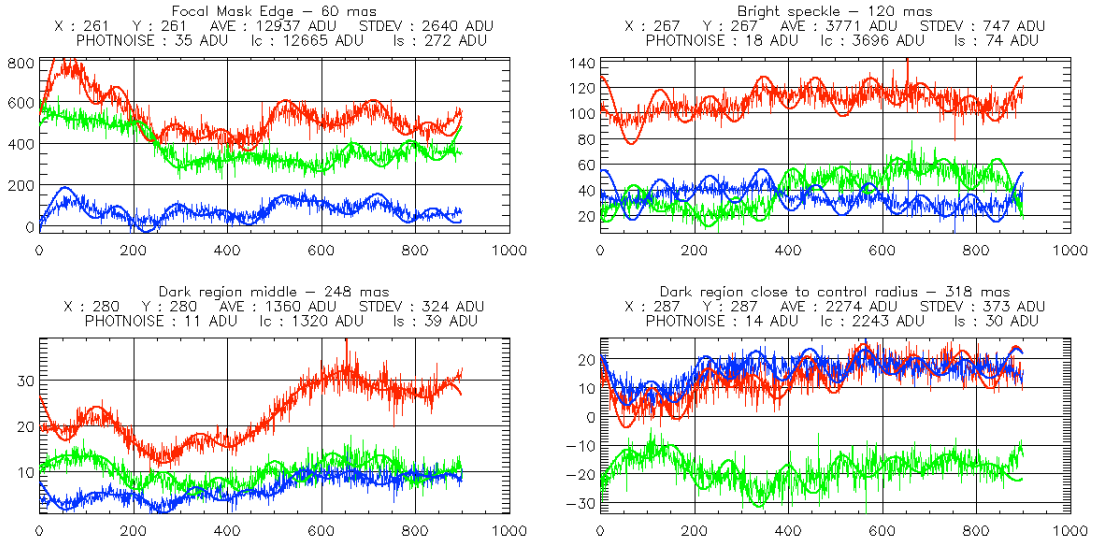 Focal Mask Edge – 60 mas
X : 261 Y : 261 AVE : 12937 ADU STDEV : 2640 ADU
PHOTNOISE : 35 ADU Ic : 12665 ADU Is : 272 ADU
800
600
400
200
0
0 200 400 600 800 1000
Bright speckle – 120 mas
X : 267 Y : 267 AVE : 3771 ADU STDEV : 747 ADU
PHOTNOISE : 18 ADU Ic : 3696 ADU Is : 74 ADU
140
120
100
80
60
40
20
0 200 400 600 800 1000
Dark region middle – 248 mas
X : 280 Y : 280 AVE : 1360 ADU STDEV : 324 ADU
PHOTNOISE : 11 ADU Ic : 1320 ADU Is : 39 ADU
30
20
10
0 200 400 600 800 1000
Dark region close to control radius – 318 mas
X : 287 Y : 287 AVE : 2274 ADU STDEV : 373 ADU
PHOTNOISE : 14 ADU Ic : 2243 ADU Is : 30 ADU
20
10
0
−10
−20
−30
0 200 400 600 800 1000